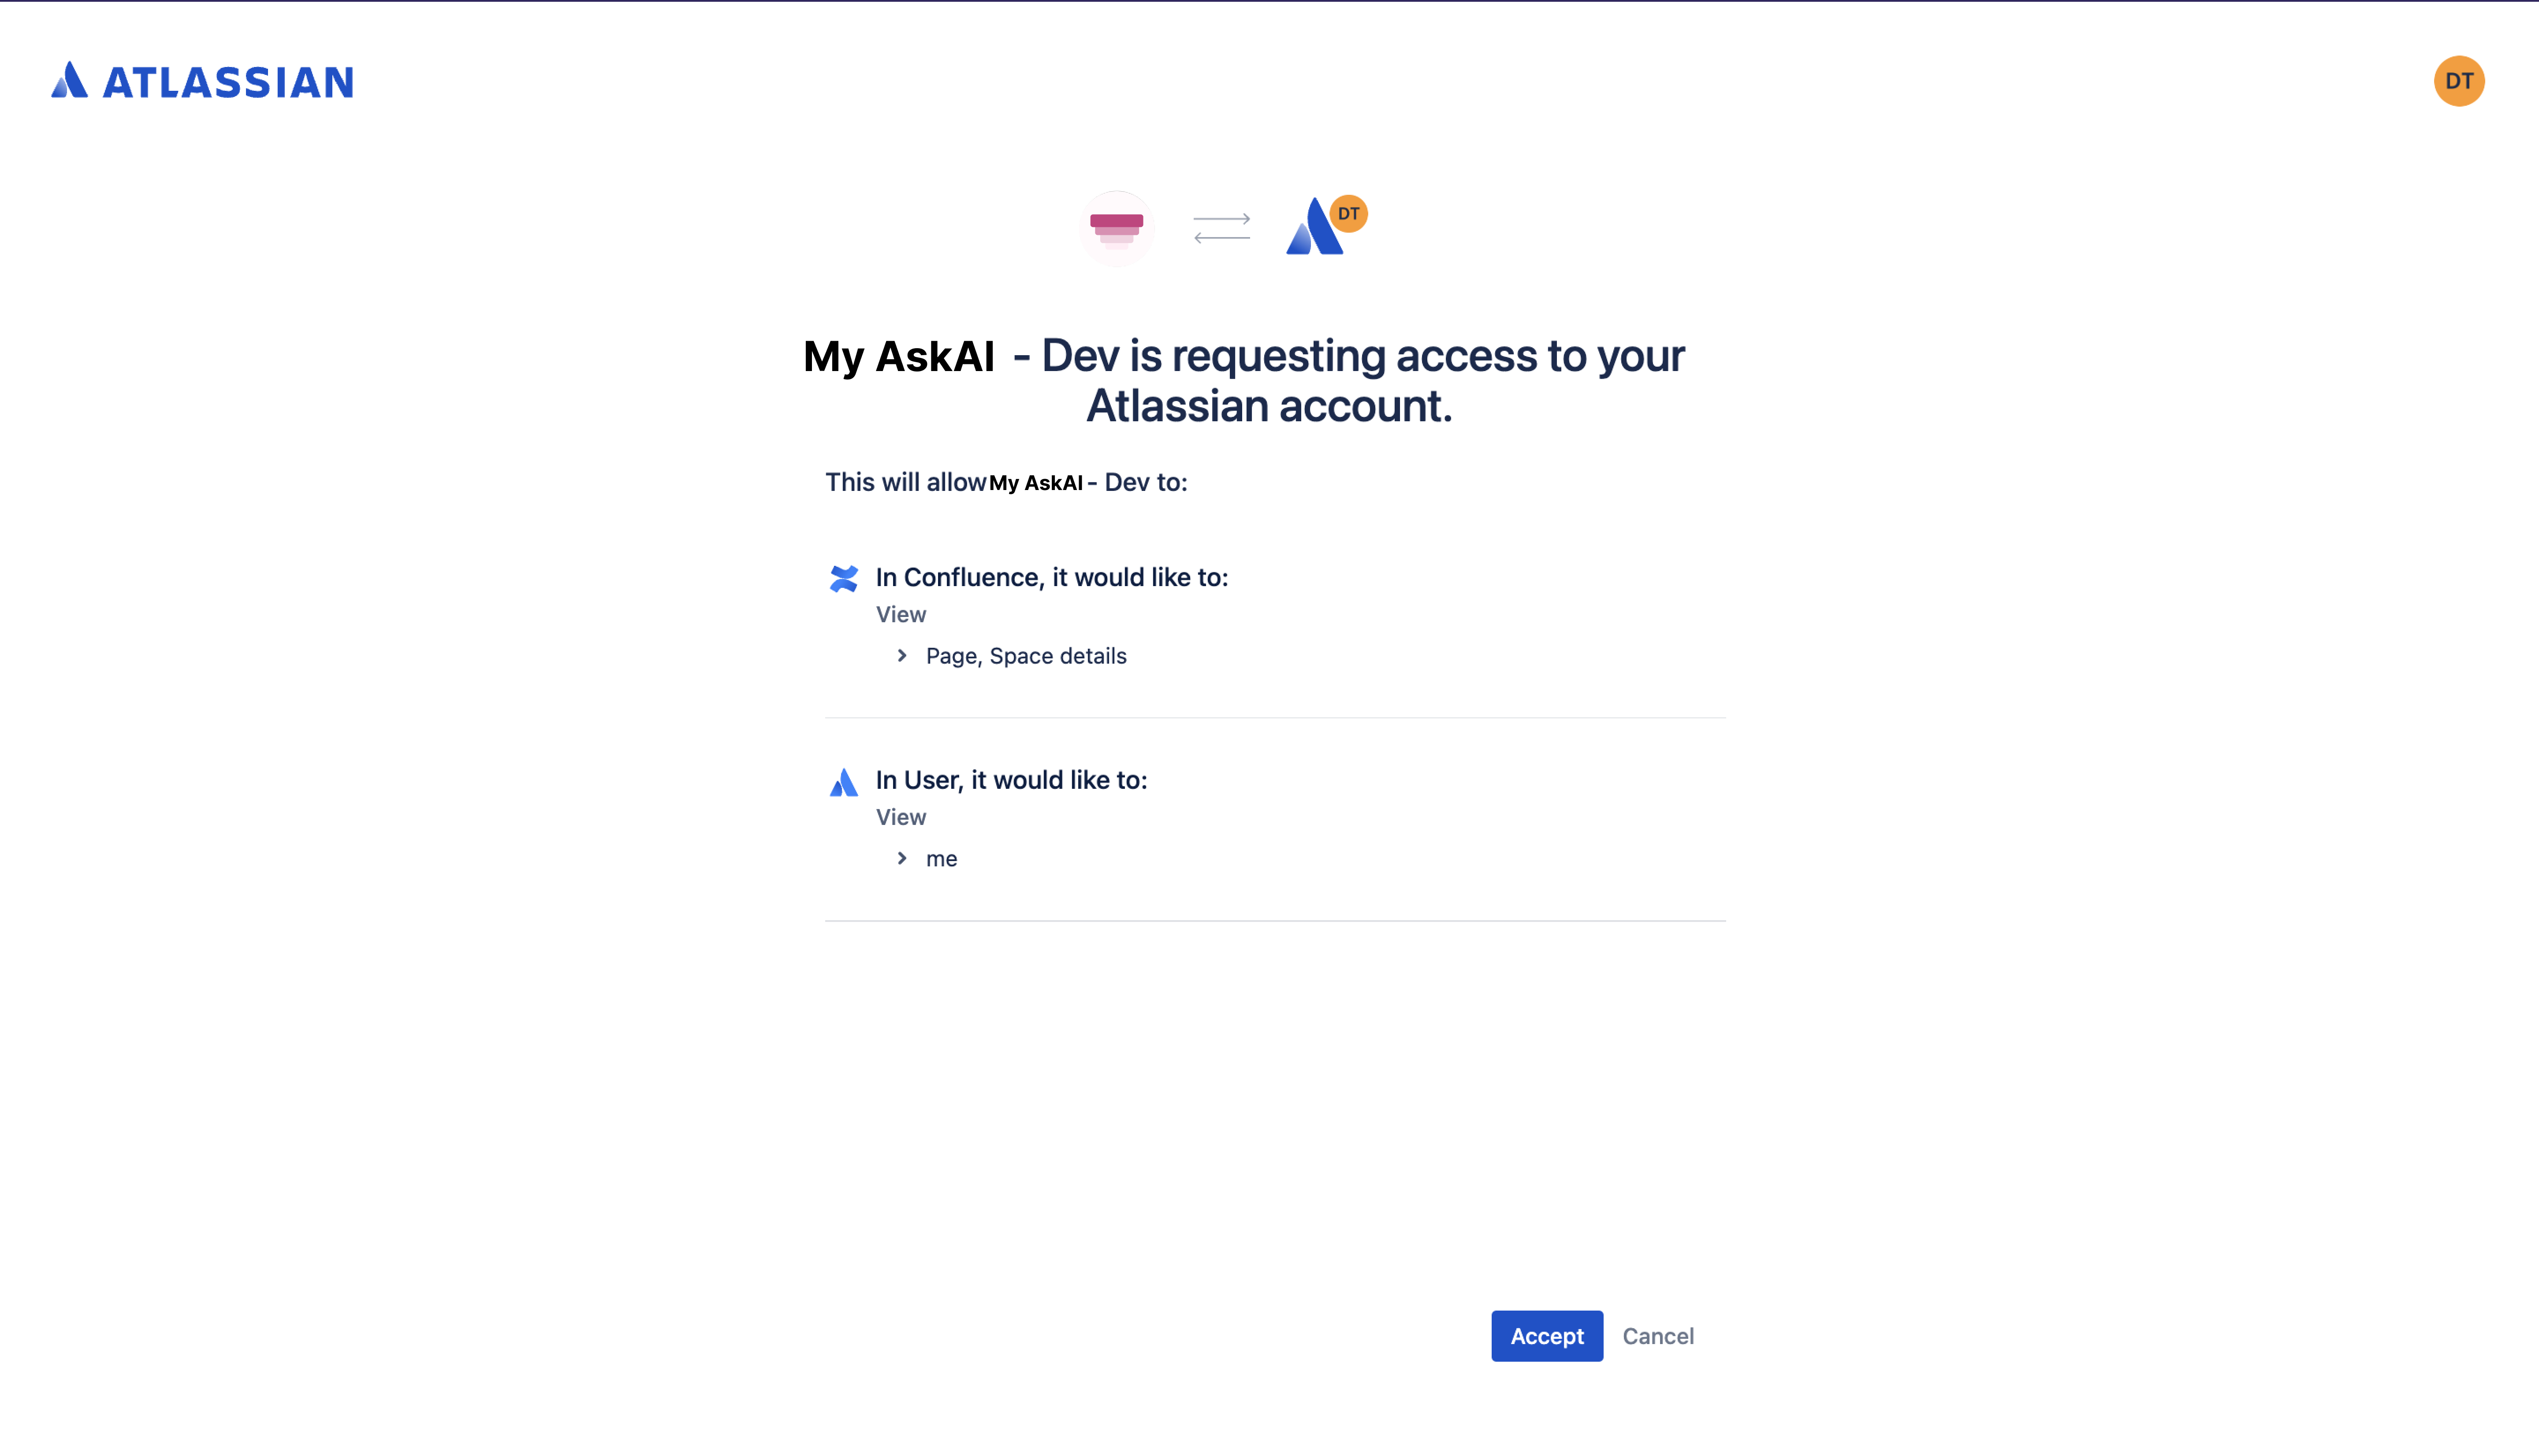 ATLASSIAN
DT
DT
My AskAI - Dev is requesting access to your
Atlassian account.
This will allow My AskAI - Dev to:
In Confluence, it would like to:
View
Page, Space details
In User, it would like to:
View
me
Accept Cancel